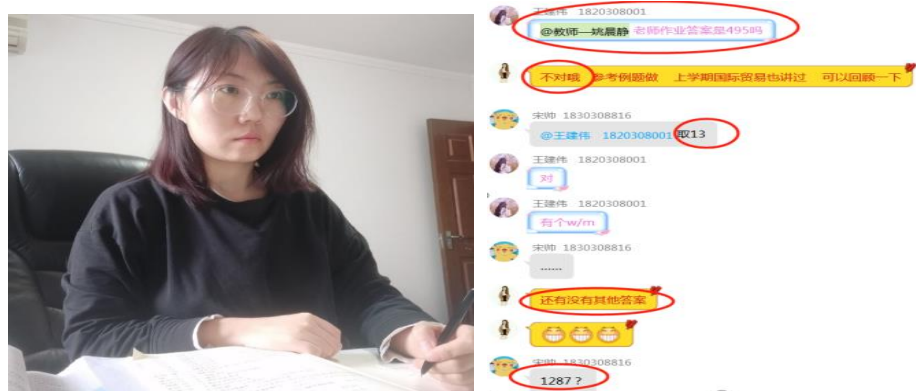 王建伟 1820308001
@教师—姚晨静 老师作业答案是495吗
不对哦 参考例题做 上学期国际贸易也讲过 可以回顾一下
宋帅 1830308816
@王建伟 1820308001 取13
王建伟 1820308001
对
王建伟 1820308001
有个w/m
宋帅 1830308816
......
还有没有其他答案
宋帅 1830308816
1287 ?